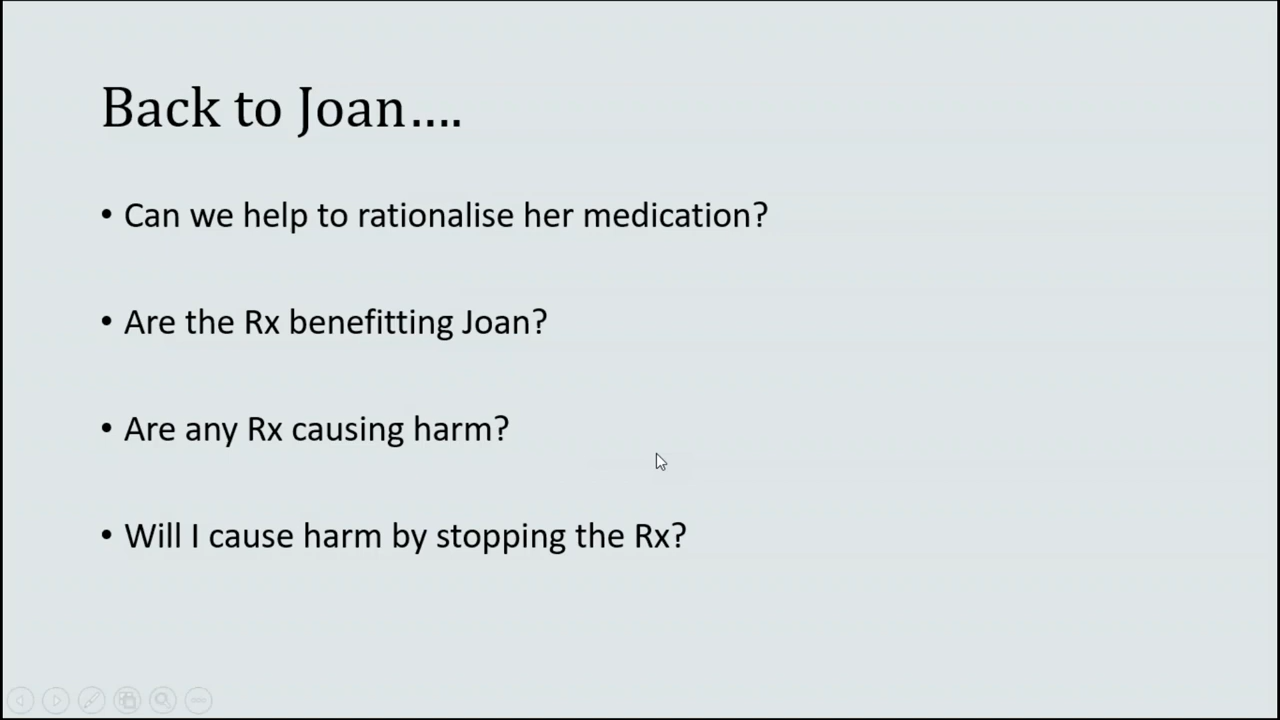 Back to Joan....
• Can we help to rationalise her medication?
• Are the Rx benefitting Joan?
• Are any Rx causing harm?
• Will I cause harm by stopping the Rx?